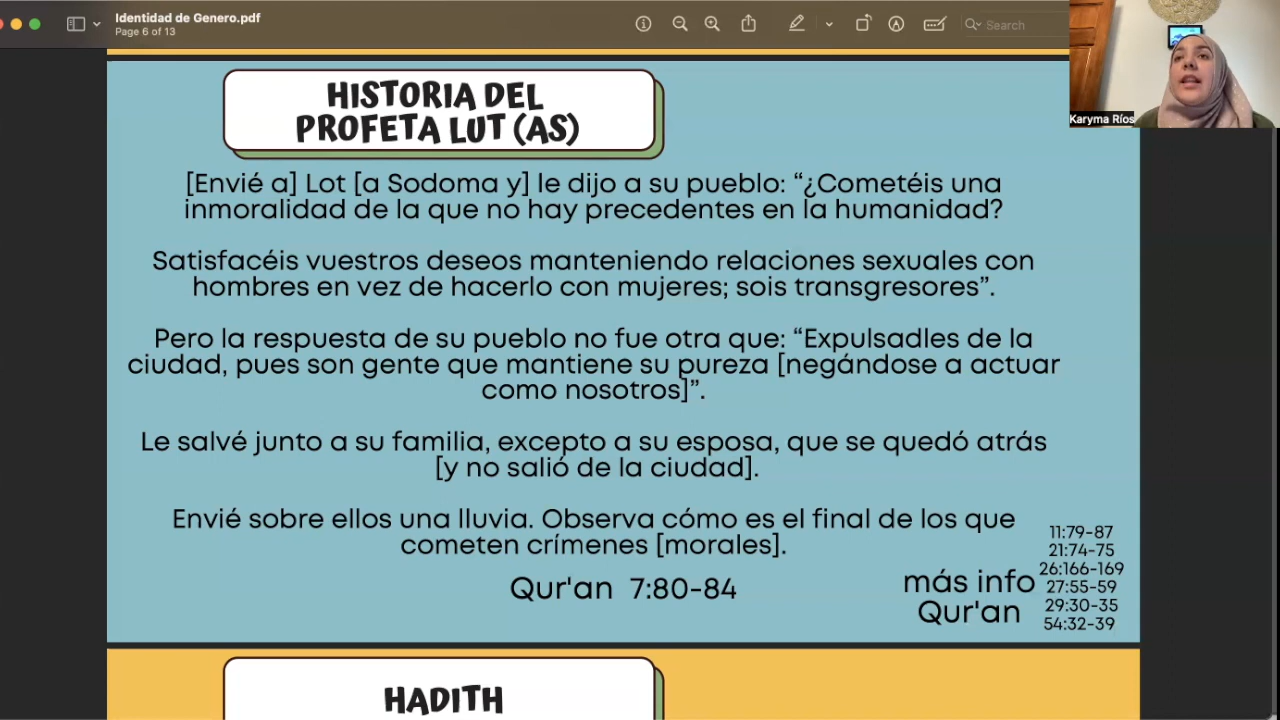 Identidad de Genero.pdf
Page 6 of 13
Search
Karyma Ríos
HISTORIA DEL
PROFETA LUT (AS)
[Envié a] Lot [a Sodoma y] le dijo a su pueblo: “¿Cometéis una
inmoralidad de la que no hay precedentes en la humanidad?
Satisfacéis vuestros deseos manteniendo relaciones sexuales con
hombres en vez de hacerlo con mujeres; sois transgresores”.
Pero la respuesta de su pueblo no fue otra que: “Expulsadles de la
ciudad, pues son gente que mantiene su pureza [negándose a actuar
como nosotros]”.
Le salvé junto a su familia, excepto a su esposa, que se quedó atrás
[y no salió de la ciudad].
Envié sobre ellos una lluvia. Observa cómo es el final de los que
cometen crímenes [morales].
Qur'an 7:80-84
más info
Qur'an
11:79-87
21:74-75
26:166-169
27:55-59
29:30-35
54:32-39
HADITH